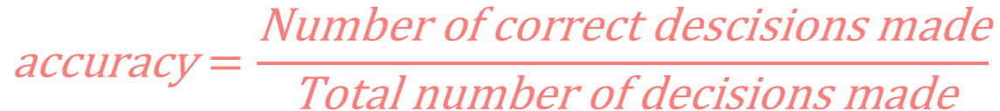 accuracy = Number of correct descisions made
Total number of decisions made